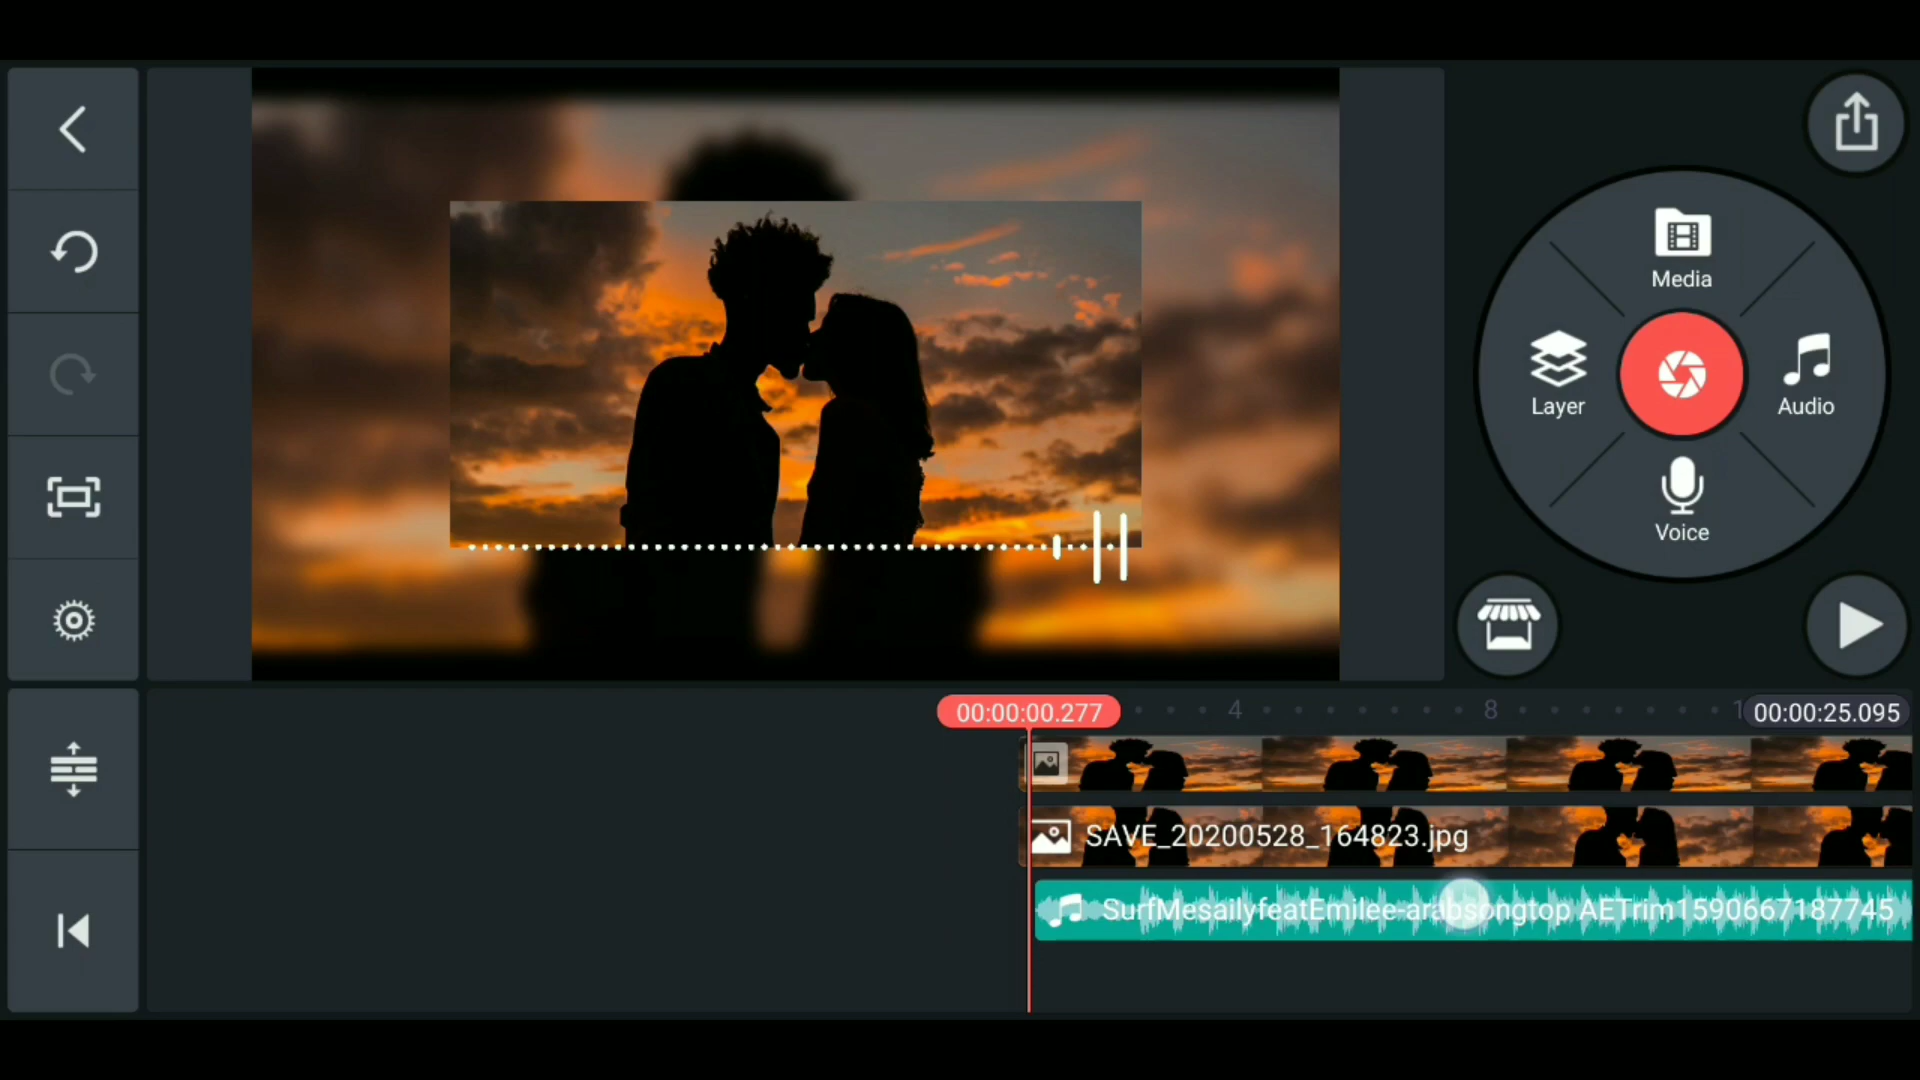 Media
Layer
Audio
Voice
00:00:00.277
4
8
00:00:25.095
SAVE_20200528_164823.jpg
SurfMesailyfeatEmilee-arabsongtop AETrim1590667187745